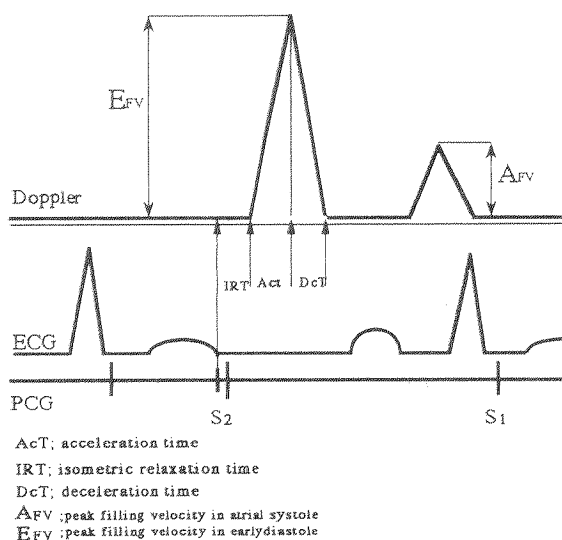 EFV
AFV
Doppler
IRT Act DcT
ECG
PCG
S2 S1
AcT; acceleration time
IRT; isometric relaxation time
DcT; deceleration time
AFV ;peak filling velocity in atrial systole
EFV ;peak filling velocity in earlydiastole